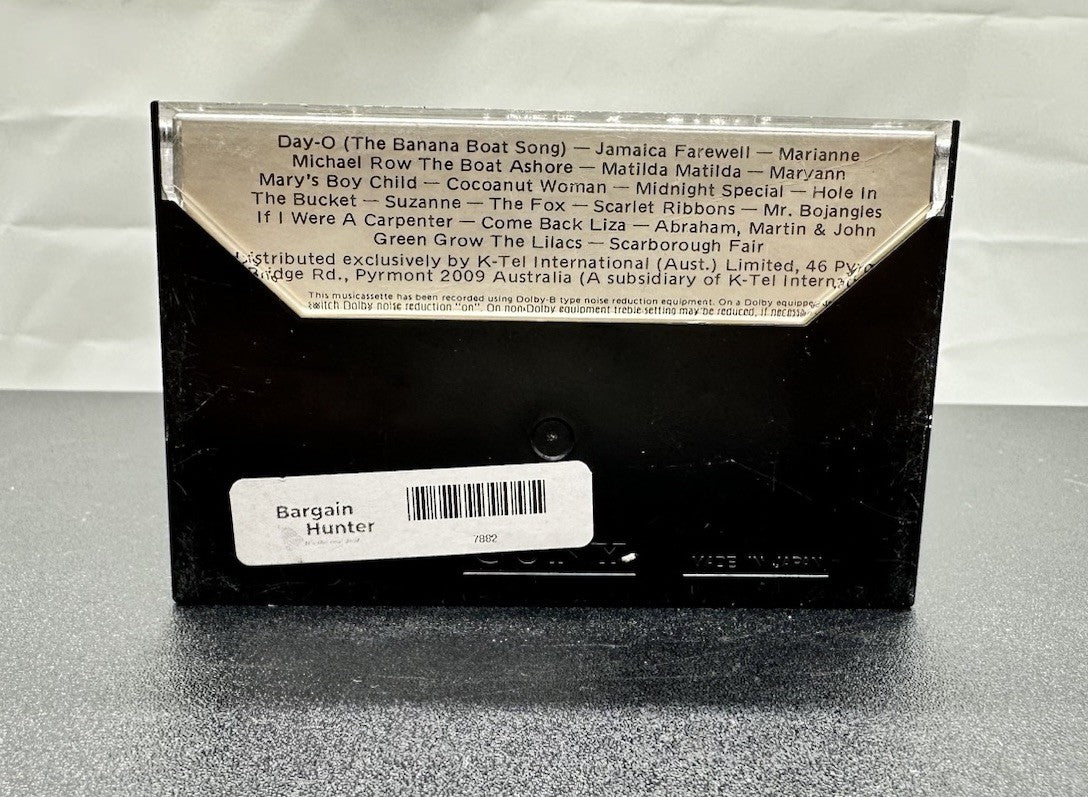 Day-O (The Banana Boat Song) — Jamaica Farewell — Marianne
Michael Row The Boat Ashore — Matilda Matilda — Maryann
Mary's Boy Child — Cocoanut Woman — Midnight Special — Hole In
The Bucket — Suzanne — The Fox — Scarlet Ribbons — Mr. Bojangles
If I Were A Carpenter — Come Back Liza — Abraham, Martin & John
Green Grow The Lilacs — Scarborough Fair
Distributed exclusively by K-Tel International (Aust.) Limited, 46
Rd., Pyrmont 2009 Australia (A subsidiary of K-Tel
This musicassette has been recorded using Dolby-B type noise reduction equipment. On a Dolby
switch Dolby noise reduction "on". On non-Dolby equipment treble setting may be reduced, if
Bargain
Hunter
7882
MADE IN JAPAN